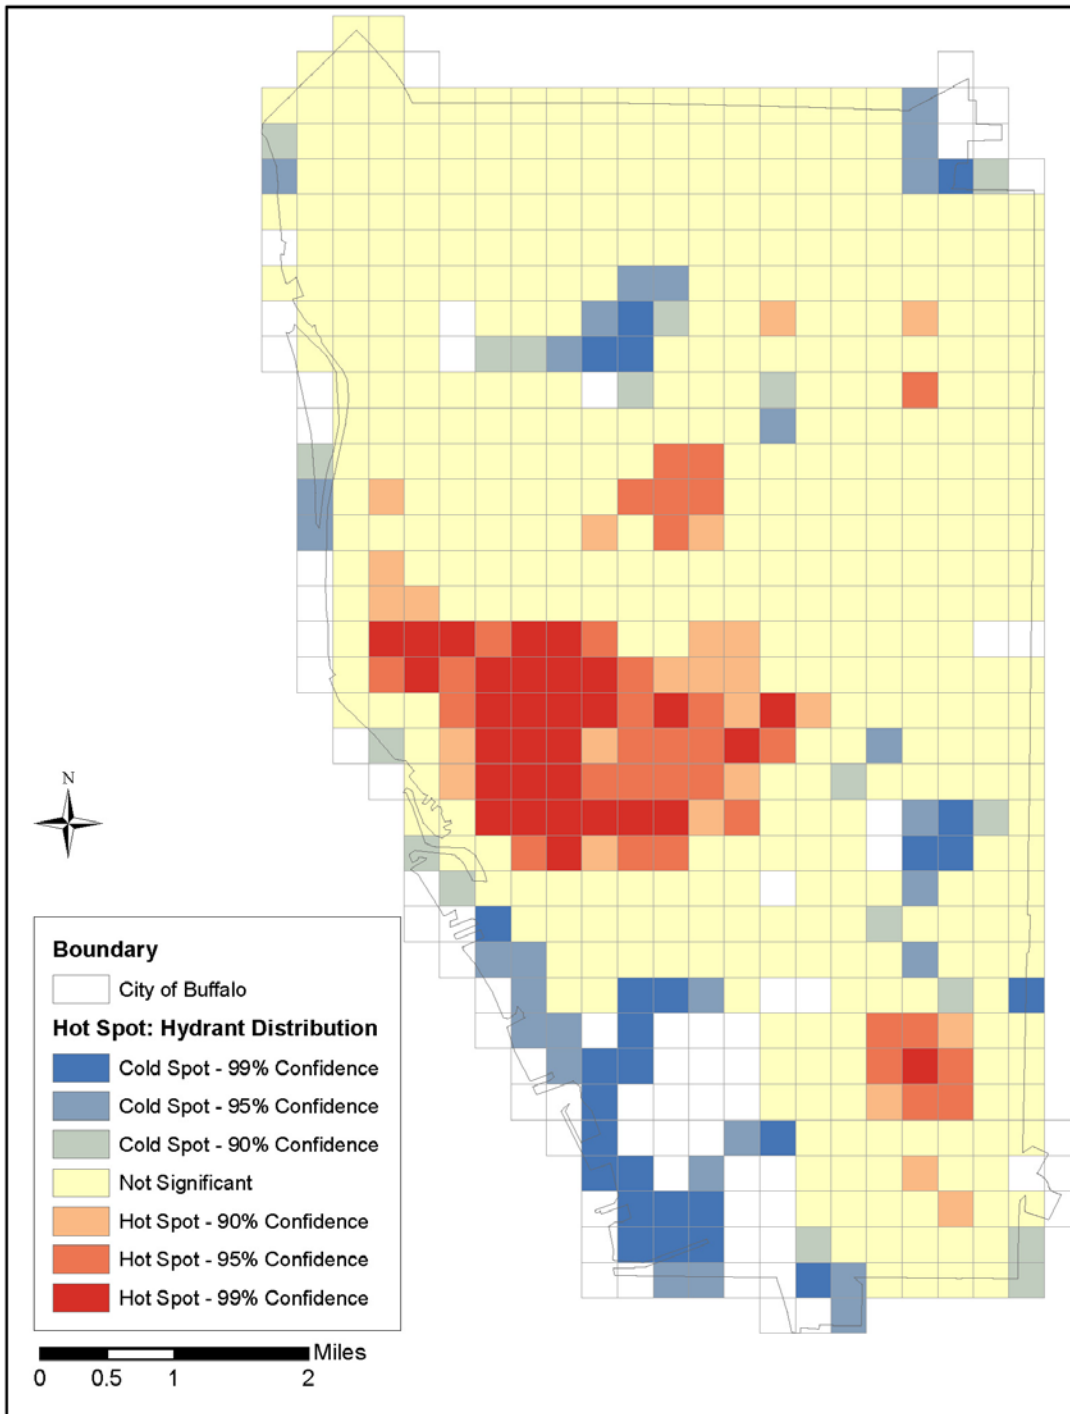 N
Boundary
City of Buffalo
Hot Spot: Hydrant Distribution
Cold Spot - 99% Confidence
Cold Spot - 95% Confidence
Cold Spot - 90% Confidence
Not Significant
Hot Spot - 90% Confidence
Hot Spot - 95% Confidence
Hot Spot - 99% Confidence
Miles
0 0.5 1 2